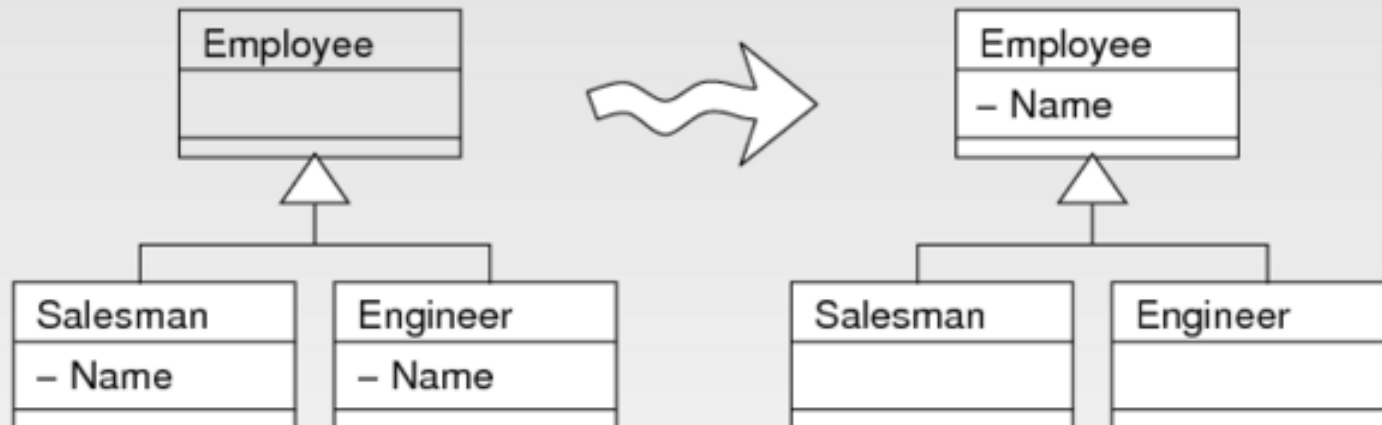 Employee
Salesman
– Name
Engineer
– Name
Employee
– Name
Salesman
Engineer